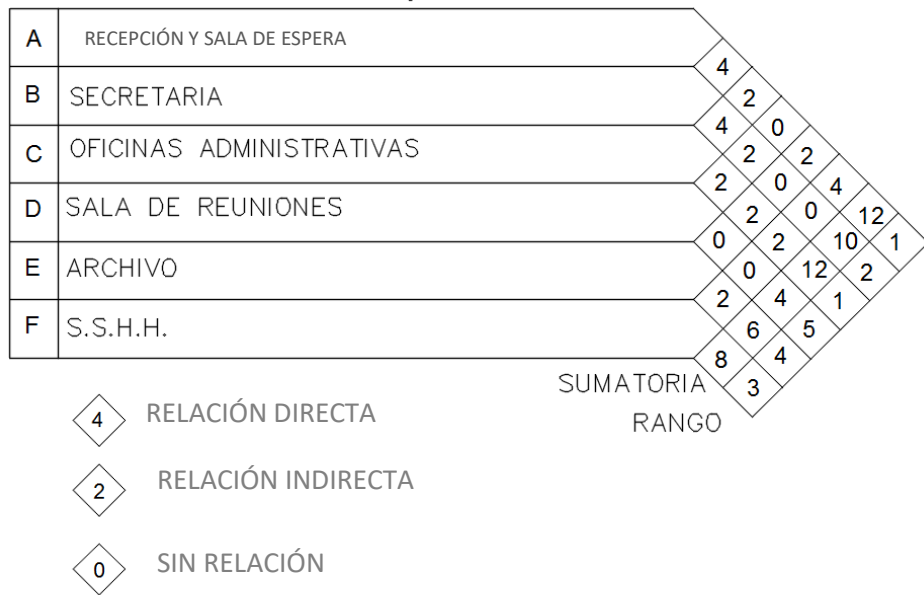 A RECEPCIÓN Y SALA DE ESPERA
4
B SECRETARIA
2
4 0
C OFICINAS ADMINISTRATIVAS
2 2
2 0 4
D SALA DE REUNIONES
2 0 12
0 2 10 1
E ARCHIVO
0 12 2
2 4 1
F S.S.H.H.
6 5
8 4
SUMATORIA 3
RANGO
4 RELACIÓN DIRECTA
2 RELACIÓN INDIRECTA
0 SIN RELACIÓN